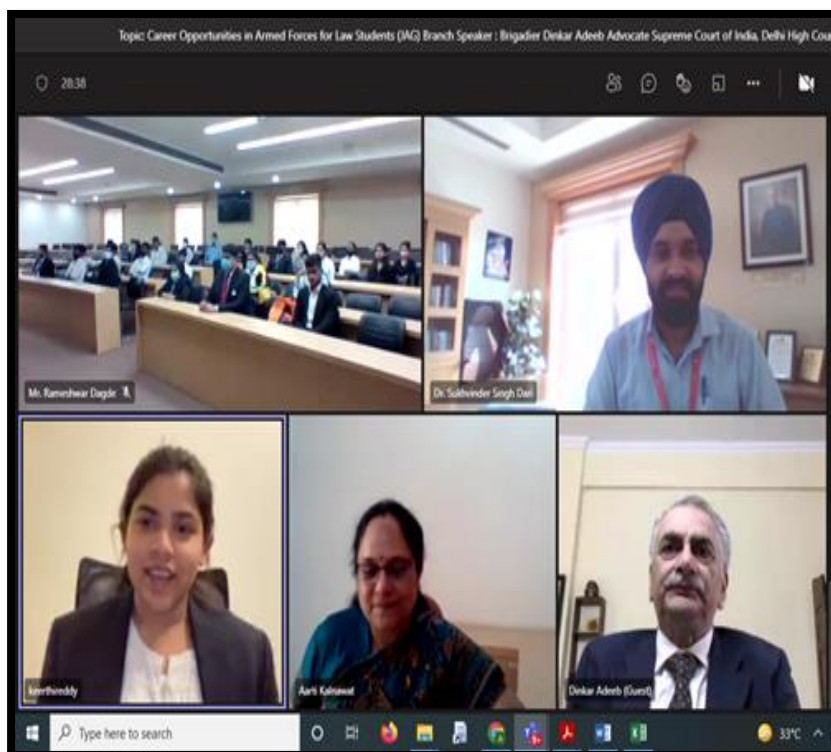 Topic: Career Opportunities in Armed Forces for Law Students (JAG) Branch Speaker : Brigadier Dinkar Adeeb Advocate Supreme Court of India, Delhi High Cou
28:38
Mr. Rameshwar Dagde
Dr. Sukhvinder Singh Dari
keerthireddy
Aarti Kalnawat
Dinkar Adeeb (Guest)
Type here to search
33°C